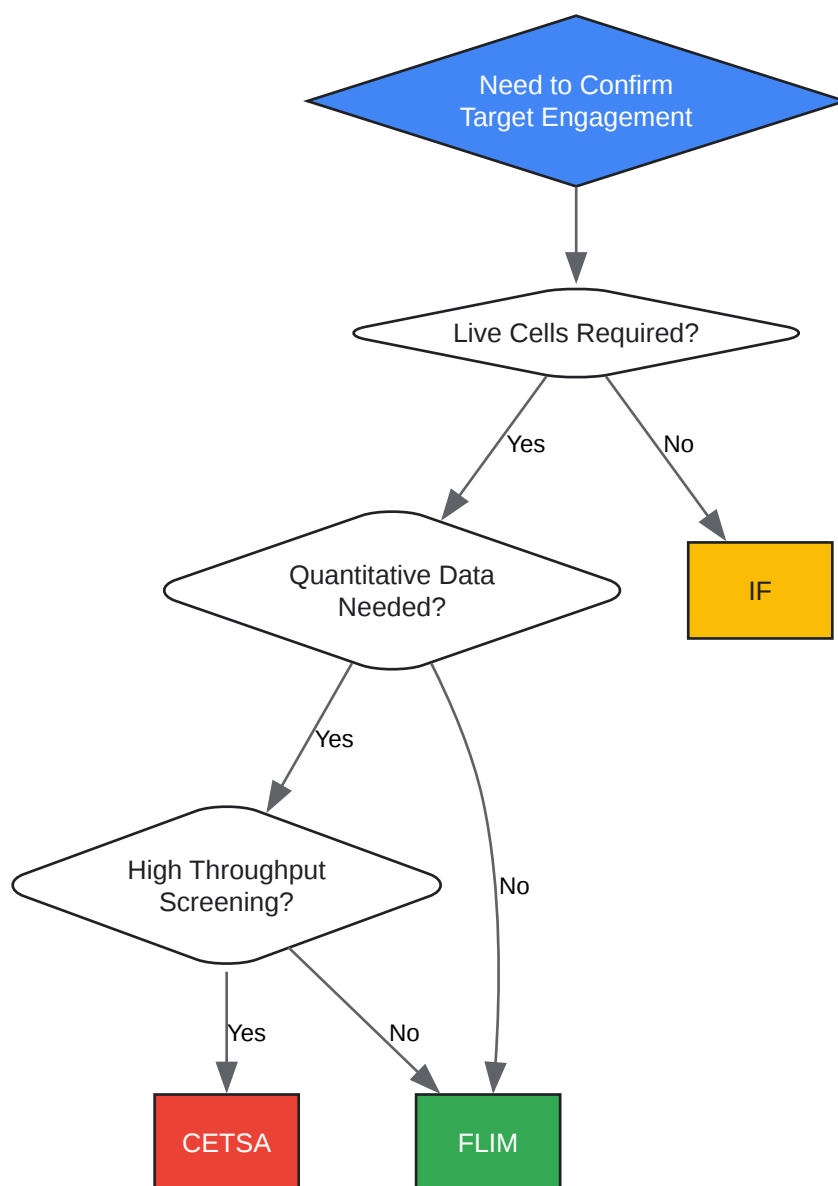 Need to Confirm
Target Engagement
Live Cells Required?
Yes
No
Quantitative Data
Needed?
IF
Yes
High Throughput
Screening?
No
Yes
No
CETSA
FLIM